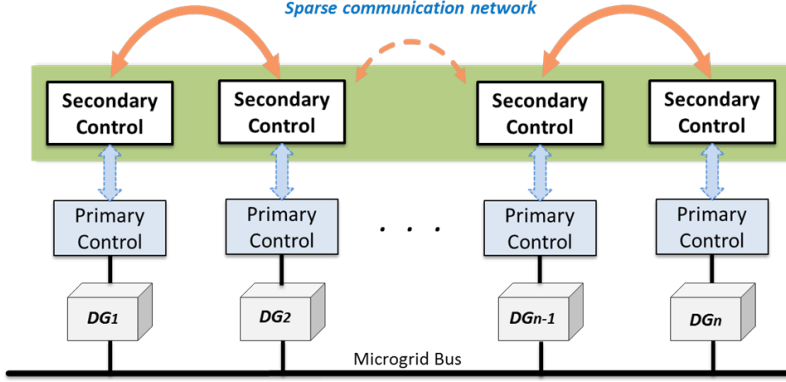 Sparse communication network
Secondary Control
Secondary Control
Secondary Control
Secondary Control
Primary Control
Primary Control
. . .
Primary Control
Primary Control
DG1
DG2
DGn-1
DGn
Microgrid Bus